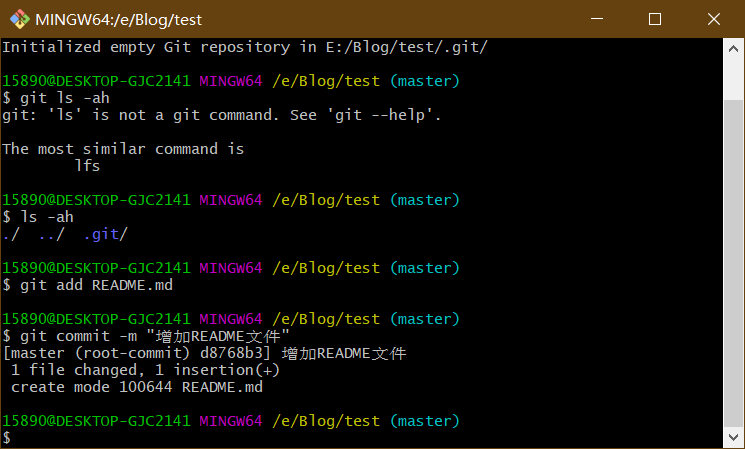 MINGW64:/e/Blog/test
Initialized empty Git repository in E:/Blog/test/.git/
15890@DESKTOP-GJC2141 MINGW64 /e/Blog/test (master)
$ git ls -ah
git: 'ls' is not a git command. See 'git --help'.
The most similar command is
lfs
15890@DESKTOP-GJC2141 MINGW64 /e/Blog/test (master)
$ ls -ah
./  ../  .git/
15890@DESKTOP-GJC2141 MINGW64 /e/Blog/test (master)
$ git add README.md
15890@DESKTOP-GJC2141 MINGW64 /e/Blog/test (master)
$ git commit -m "增加README文件"
[master (root-commit) d8768b3] 增加README文件
1 file changed, 1 insertion(+)
create mode 100644 README.md
15890@DESKTOP-GJC2141 MINGW64 /e/Blog/test (master)
$